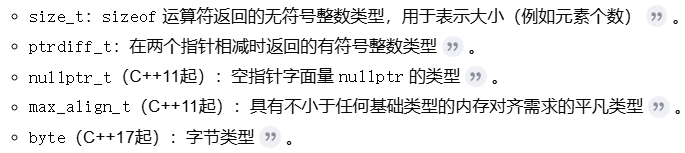 size_t：sizeof 运算符返回的无符号整数类型，用于表示大小（例如元素个数） 。
ptrdiff_t：在两个指针相减时返回的有符号整数类型 。
nullptr_t（C++11起）：空指针字面量 nullptr 的类型 。
max_align_t（C++11起）：具有不小于任何基础类型的内存对齐需求的平凡类型 。
byte（C++17起）：字节类型 。